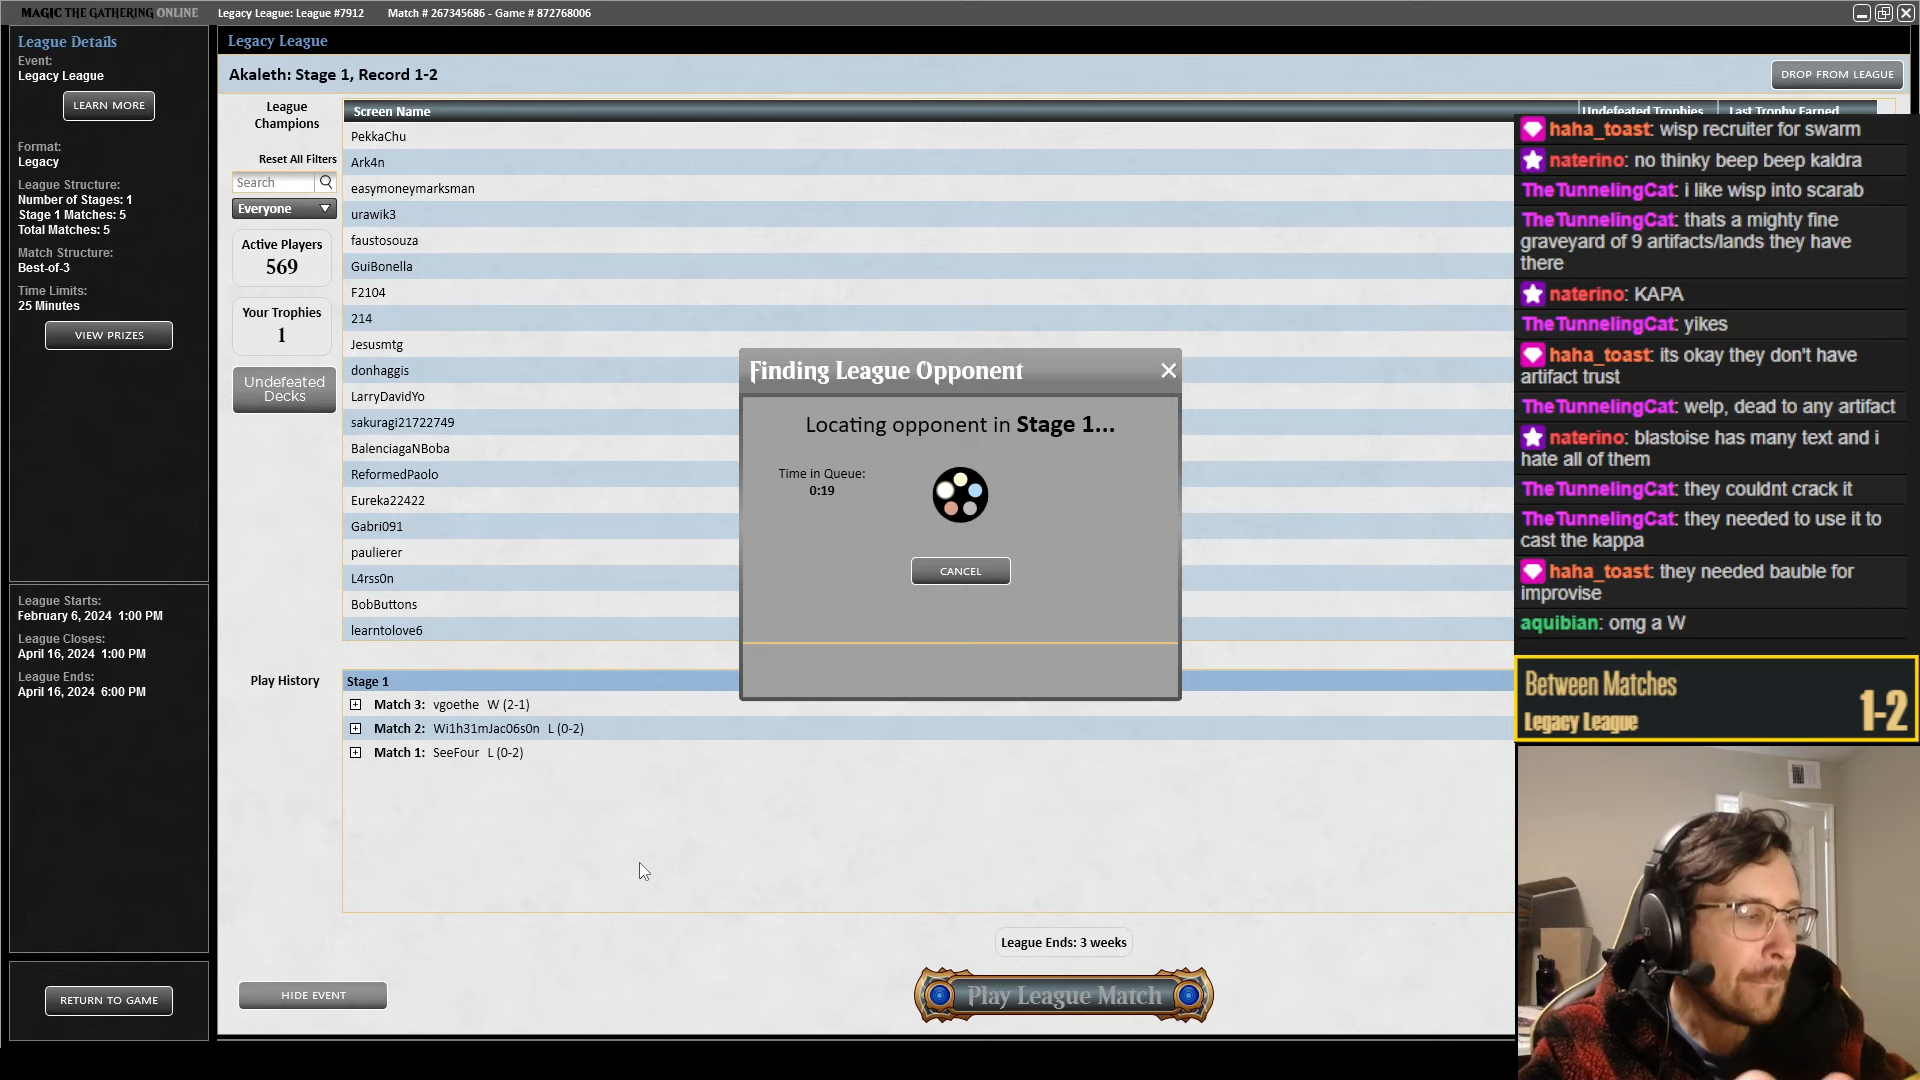 MAGIC THE GATHERING ONLINE
Legacy League: League #7912
Match # 267345686 - Game # 872768006
League Details
Event:
Legacy League
LEARN MORE
Format:
Legacy
League Structure:
Number of Stages: 1
Stage 1 Matches: 5
Total Matches: 5
Match Structure:
Best-of-3
Time Limits:
25 Minutes
VIEW PRIZES
League Starts:
February 6, 2024 1:00 PM
League Closes:
April 16, 2024 1:00 PM
League Ends:
April 16, 2024 6:00 PM
RETURN TO GAME
Legacy League
Akaleth: Stage 1, Record 1-2
DROP FROM LEAGUE
League
Champions
Reset All Filters
Search
Everyone
Active Players
569
Your Trophies
1
Undefeated
Decks
Screen Name
Undefeated Trophies
Last Trophy Earned
PekkaChu
Ark4n
easymoneymarksman
urawik3
faustosouza
GuiBonella
F2104
214
Jesusmtg
donhaggis
LarryDavidYo
sakuragi21722749
BalenciagaNBoba
ReformedPaolo
Eureka22422
Gabri091
paulierer
L4rss0n
BobButtons
learntolove6
Finding League Opponent
Locating opponent in Stage 1...
Time in Queue:
0:19
CANCEL
Play History
Stage 1
Match 3: vgoethe W (2-1)
Match 2: Wi1h31mJac06s0n L (0-2)
Match 1: SeeFour L (0-2)
League Ends: 3 weeks
HIDE EVENT
Play League Match
haha_toast: wisp recruiter for swarm
naterino: no thinky beep beep kaldra
TheTunnelingCat: i like wisp into scarab
TheTunnelingCat: thats a mighty fine
graveyard of 9 artifacts/lands they have
there
naterino: KAPA
TheTunnelingCat: yikes
haha_toast: its okay they don't have
artifact trust
TheTunnelingCat: welp, dead to any artifact
naterino: blastoise has many text and i
hate all of them
TheTunnelingCat: they couldnt crack it
TheTunnelingCat: they needed to use it to
cast the kappa
haha_toast: they needed bauble for
improvise
aquibian: omg a W
Between Matches
Legacy League
1-2